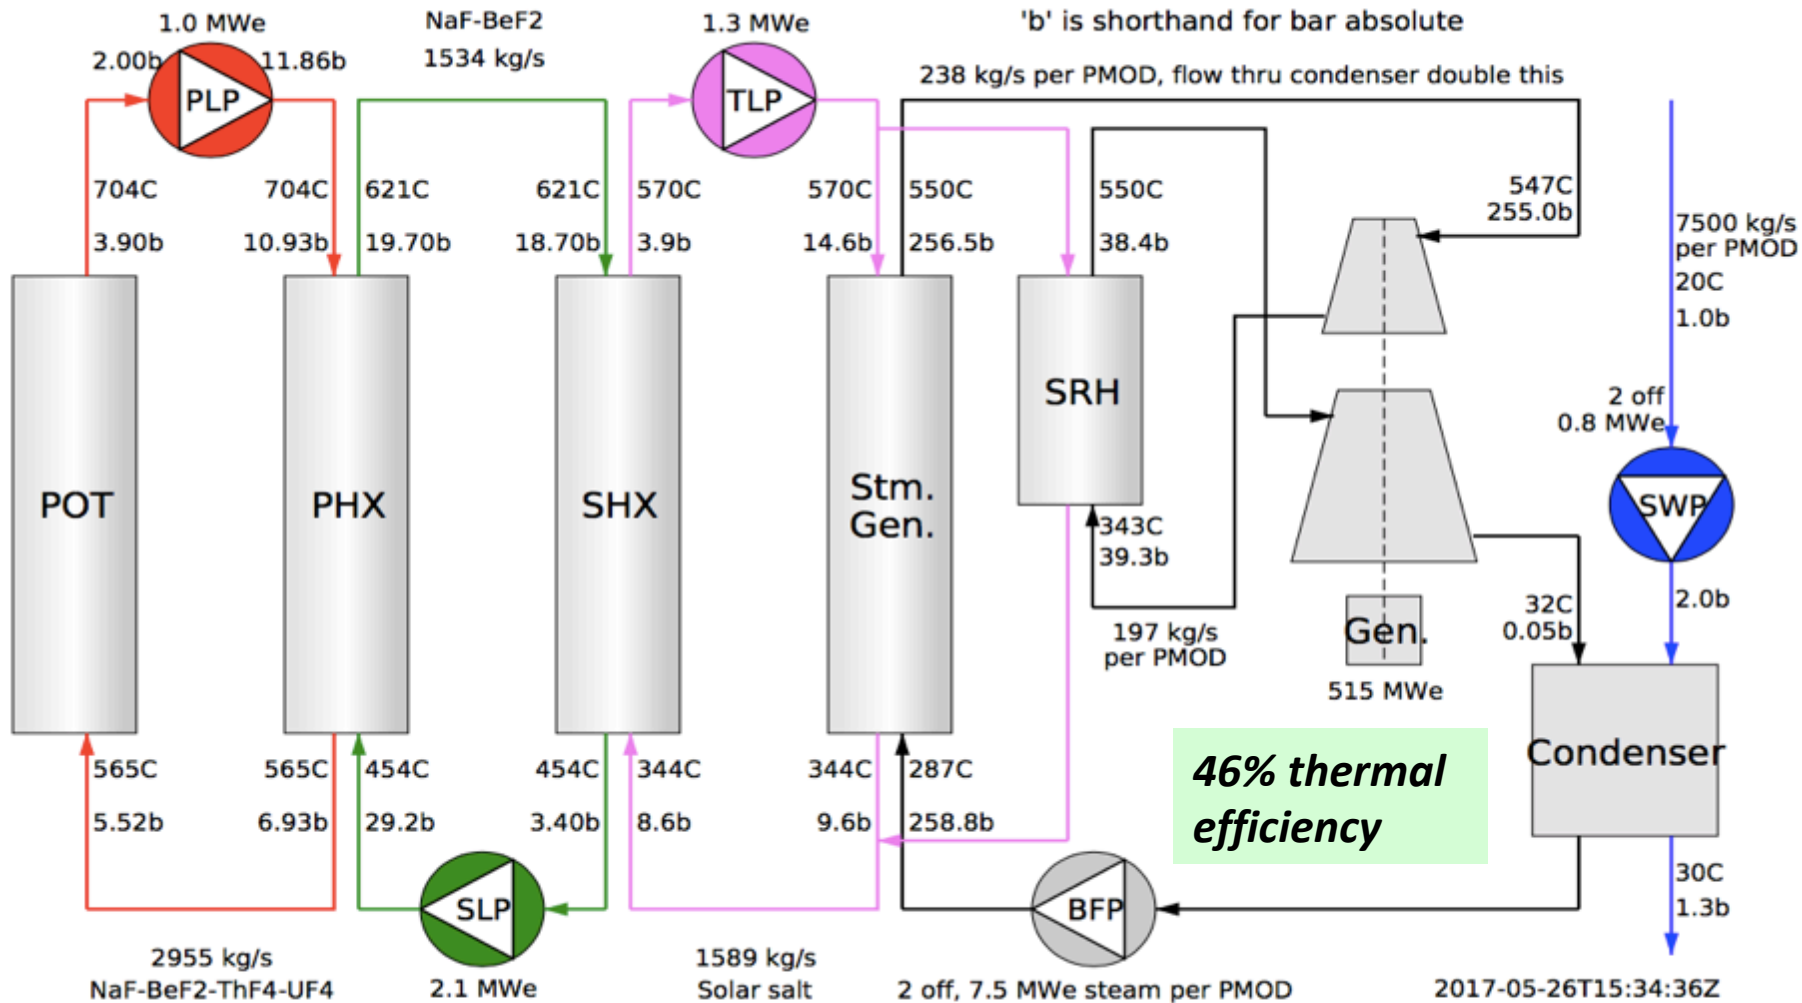 1.0 MWe
NaF-BeF2
1534 kg/s
1.3 MWe
'b' is shorthand for bar absolute
238 kg/s per PMOD, flow thru condenser double this
2.00b
PLP
11.86b
TLP
704C
3.90b
704C
10.93b
621C
19.70b
621C
18.70b
570C
3.9b
570C
14.6b
550C
256.5b
550C
38.4b
547C
255.0b
7500 kg/s
per PMOD
20C
1.0b
POT
PHX
SHX
Stm.
Gen.
SRH
2 off
0.8 MWe
SWP
2.0b
343C
39.3b
197 kg/s
per PMOD
Gen.
515 MWe
32C
0.05b
Condenser
46% thermal
efficiency
565C
5.52b
565C
6.93b
454C
29.2b
454C
3.40b
344C
8.6b
344C
9.6b
287C
258.8b
30C
1.3b
SLP
BFP
2955 kg/s
NaF-BeF2-ThF4-UF4
2.1 MWe
1589 kg/s
Solar salt
2 off, 7.5 MWe steam per PMOD
2017-05-26T15:34:36Z